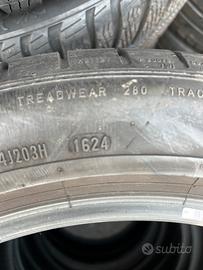 TREADWEAR 280 TRAC
4J203H 1624
subito